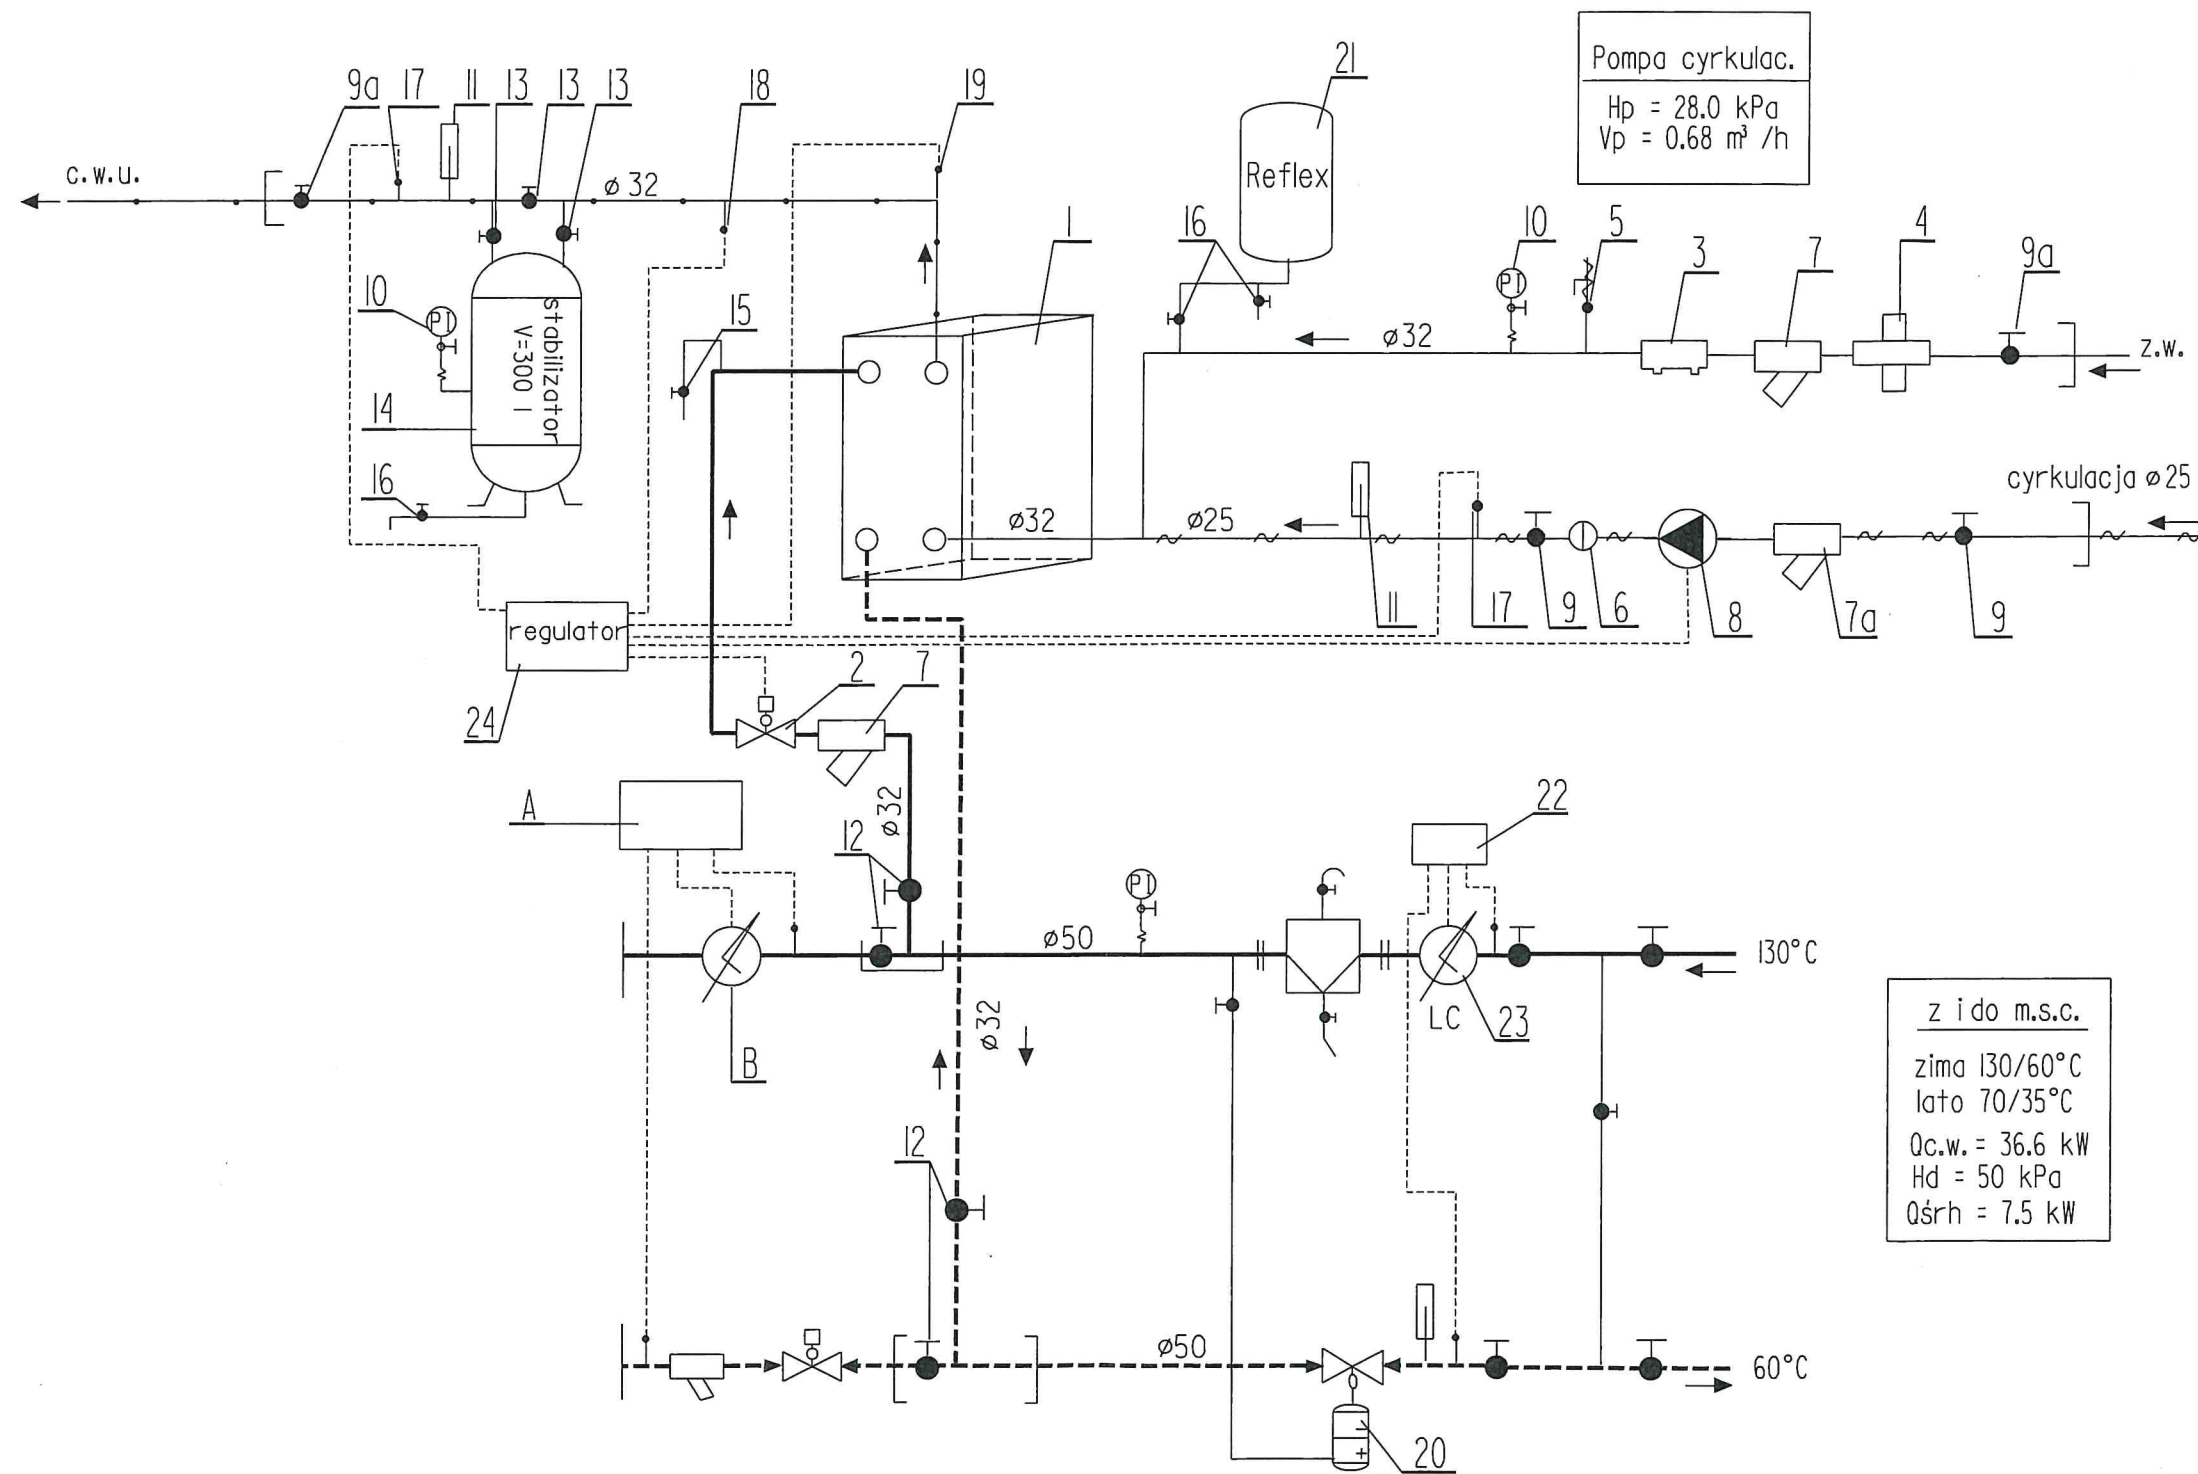 Pompa cyrkulac.
Hp = 28.0 kPa
Vp = 0.68 m³ /h
9a 17 11 13 13 13 18 19 21
c.w.u.
ø 32
Reflex
1 16 10 5 3 7 4 9a
10
PI
stabilizator
V=300 l
15
PI
ø32
z.w.
14
16
cyrkulacja ø 25
ø32
ø25
11 17 9 6 8 7a 9
regulator
24
2 7
A
ø32
12
22
PI
ø50
130°C
LC
23
B
ø32
z i do m.s.c.
zima 130/60°C
lato 70/35°C
Qc.w. = 36.6 kW
Hd = 50 kPa
Qśrh = 7.5 kW
12
ø50
60°C
20